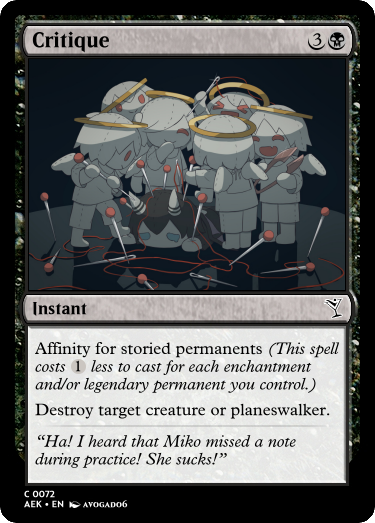 Critique 3
Instant
Affinity for storied permanents (This spell
costs 1 less to cast for each enchantment
and/or legendary permanent you control.)
Destroy target creature or planeswalker.
“Ha! I heard that Miko missed a note
during practice! She sucks!”
C 0072
AEK • EN AVOGADO6